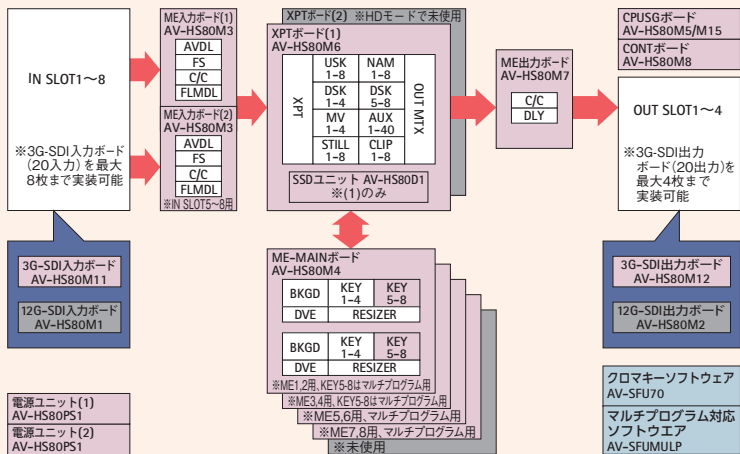 IN SLOT1～8
※3G-SDI入力ボード
(20入力)を最大
8枚まで実装可能
3G-SDI入力ボード
AV-HS80M11
12G-SDI入力ボード
AV-HS80M1
電源ユニット(1)
AV-HS80PS1
電源ユニット(2)
AV-HS80PS1
ME入力ボード(1)
AV-HS80M3
AVDL
FS
C/C
FLMDL
ME入力ボード(2)
AV-HS80M3
AVDL
FS
C/C
FLMDL
※IN SLOT5～8用
XPTボード(2) ※HDモードで未使用
XPTボード(1)
AV-HS80M6
XPT
USK
1-8
NAM
1-8
DSK
1-4
DSK
5-8
MV
1-4
AUX
1-40
STILL
1-8
CLIP
1-8
OUT MTX
SSDユニット AV-HS80D1
※(1)のみ
ME-MAINボード
AV-HS80M4
BKGD
KEY
1-4
KEY
5-8
DVE
RESIZER
BKGD
KEY
1-4
KEY
5-8
DVE
RESIZER
※ME1,2用、KEY5-8はマルチプログラム用
※ME3,4用、KEY5-8はマルチプログラム用
※ME5,6用、マルチプログラム用
※ME7,8用、マルチプログラム用
※未使用
ME出力ボード
AV-HS80M7
C/C
DLY
CPUSGボード
AV-HS80M5/M15
CONTボード
AV-HS80M8
OUT SLOT1～4
※3G-SDI出力
ボード(20出力)を
最大4枚まで
実装可能
3G-SDI出力ボード
AV-HS80M12
12G-SDI出力ボード
AV-HS80M2
クロマキーソフトウェア
AV-SFU70
マルチプログラム対応
ソフトウエア
AV-SFUMULP